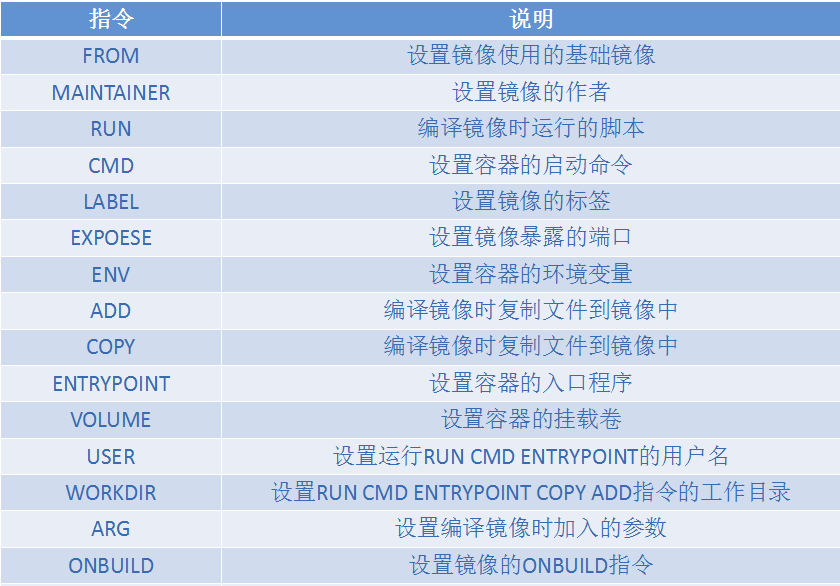 指令 说明
FROM 设置镜像使用的基础镜像
MAINTAINER 设置镜像的作者
RUN 编译镜像时运行的脚本
CMD 设置容器的启动命令
LABEL 设置镜像的标签
EXPOESE 设置镜像暴露的端口
ENV 设置容器的环境变量
ADD 编译镜像时复制文件到镜像中
COPY 编译镜像时复制文件到镜像中
ENTRYPOINT 设置容器的入口程序
VOLUME 设置容器的挂载卷
USER 设置运行RUN CMD ENTRYPOINT的用户名
WORKDIR 设置RUN CMD ENTRYPOINT COPY ADD指令的工作目录
ARG 设置编译镜像时加入的参数
ONBUILD 设置镜像的ONBUILD指令